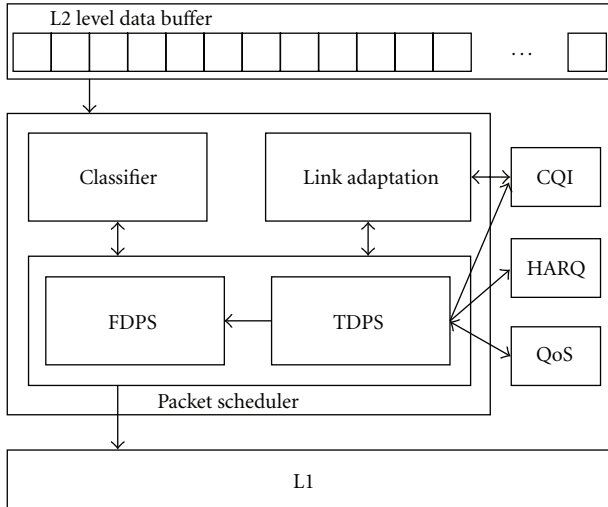 L2 level data buffer
...
Classifier
Link adaptation
CQI
HARQ
FDPS
TDPS
QoS
Packet scheduler
L1